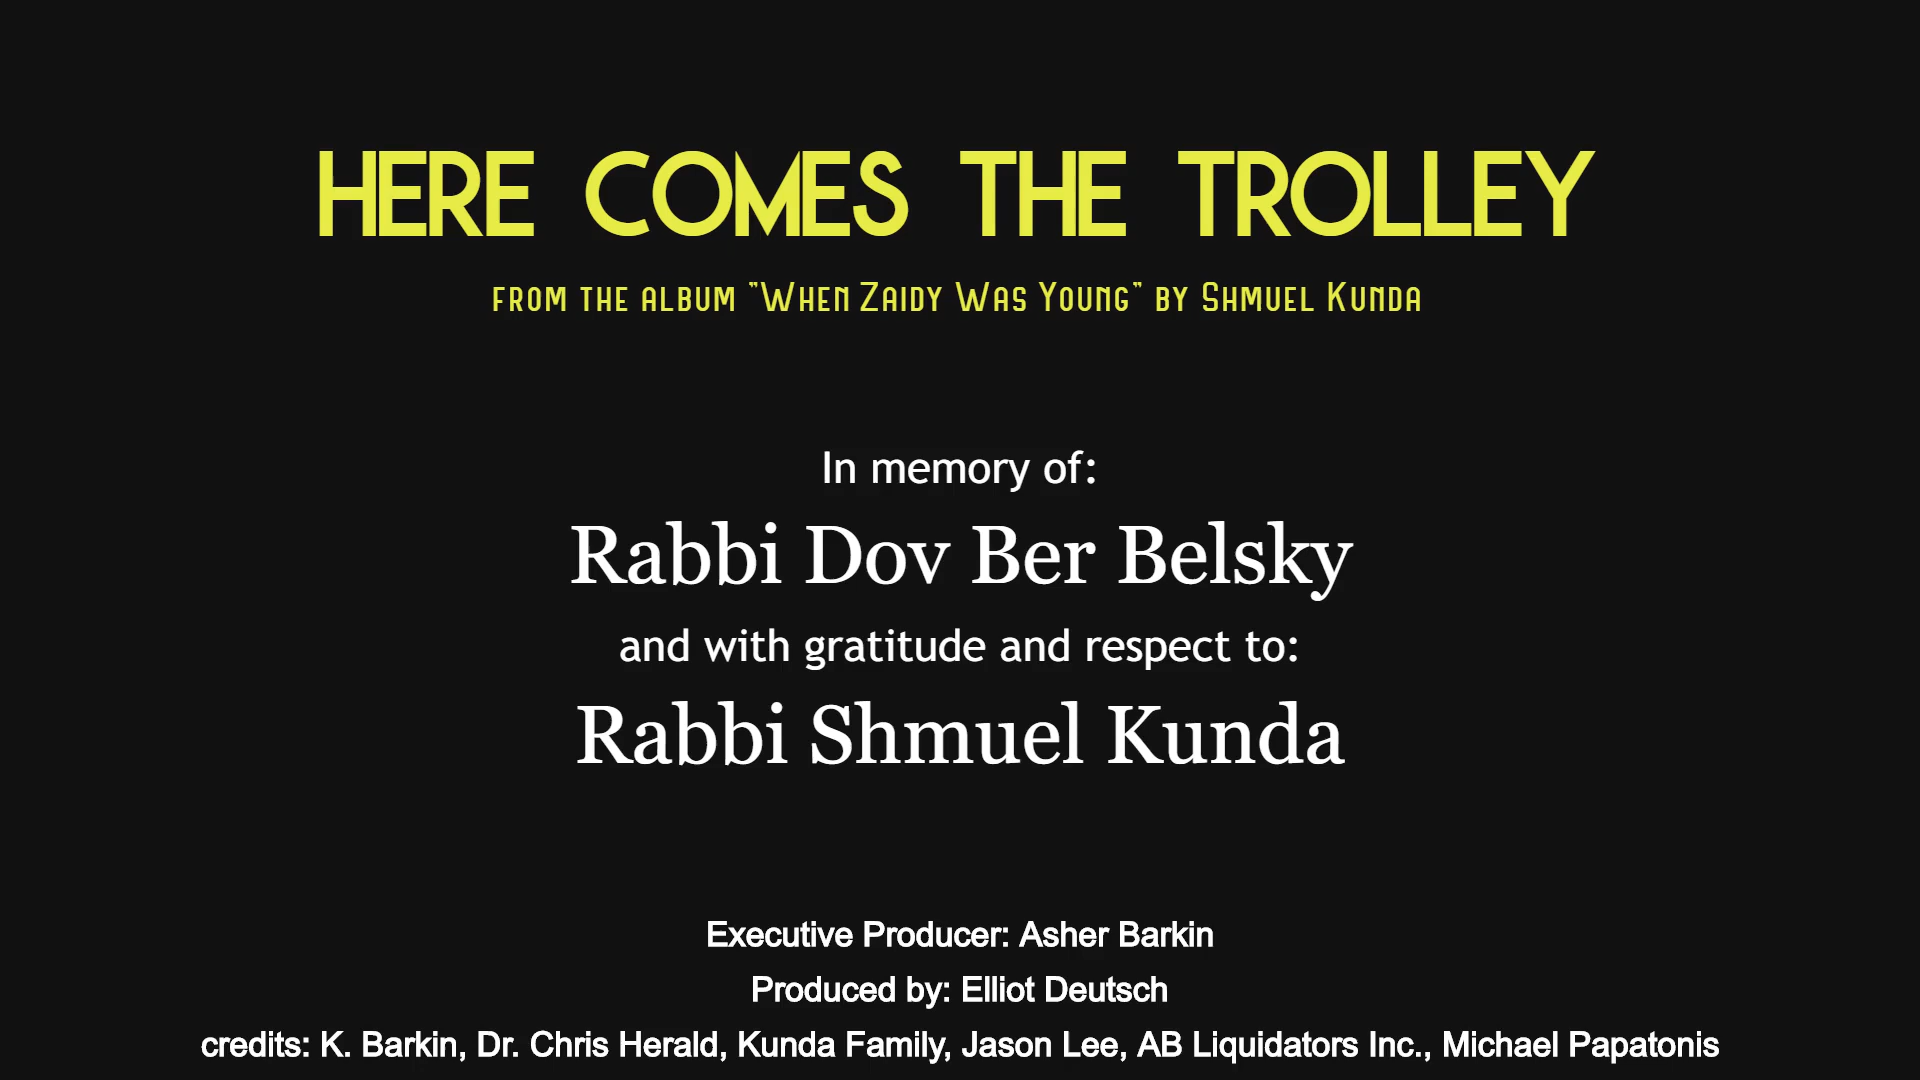 HERE COMES THE TROLLEY
FROM THE ALBUM "WHEN ZAIDY WAS YOUNG" BY SHMUEL KUNDA
In memory of:
Rabbi Dov Ber Belsky
and with gratitude and respect to:
Rabbi Shmuel Kunda
Executive Producer: Asher Barkin
Produced by: Elliot Deutsch
credits: K. Barkin, Dr. Chris Herald, Kunda Family, Jason Lee, AB Liquidators Inc., Michael Papatonis